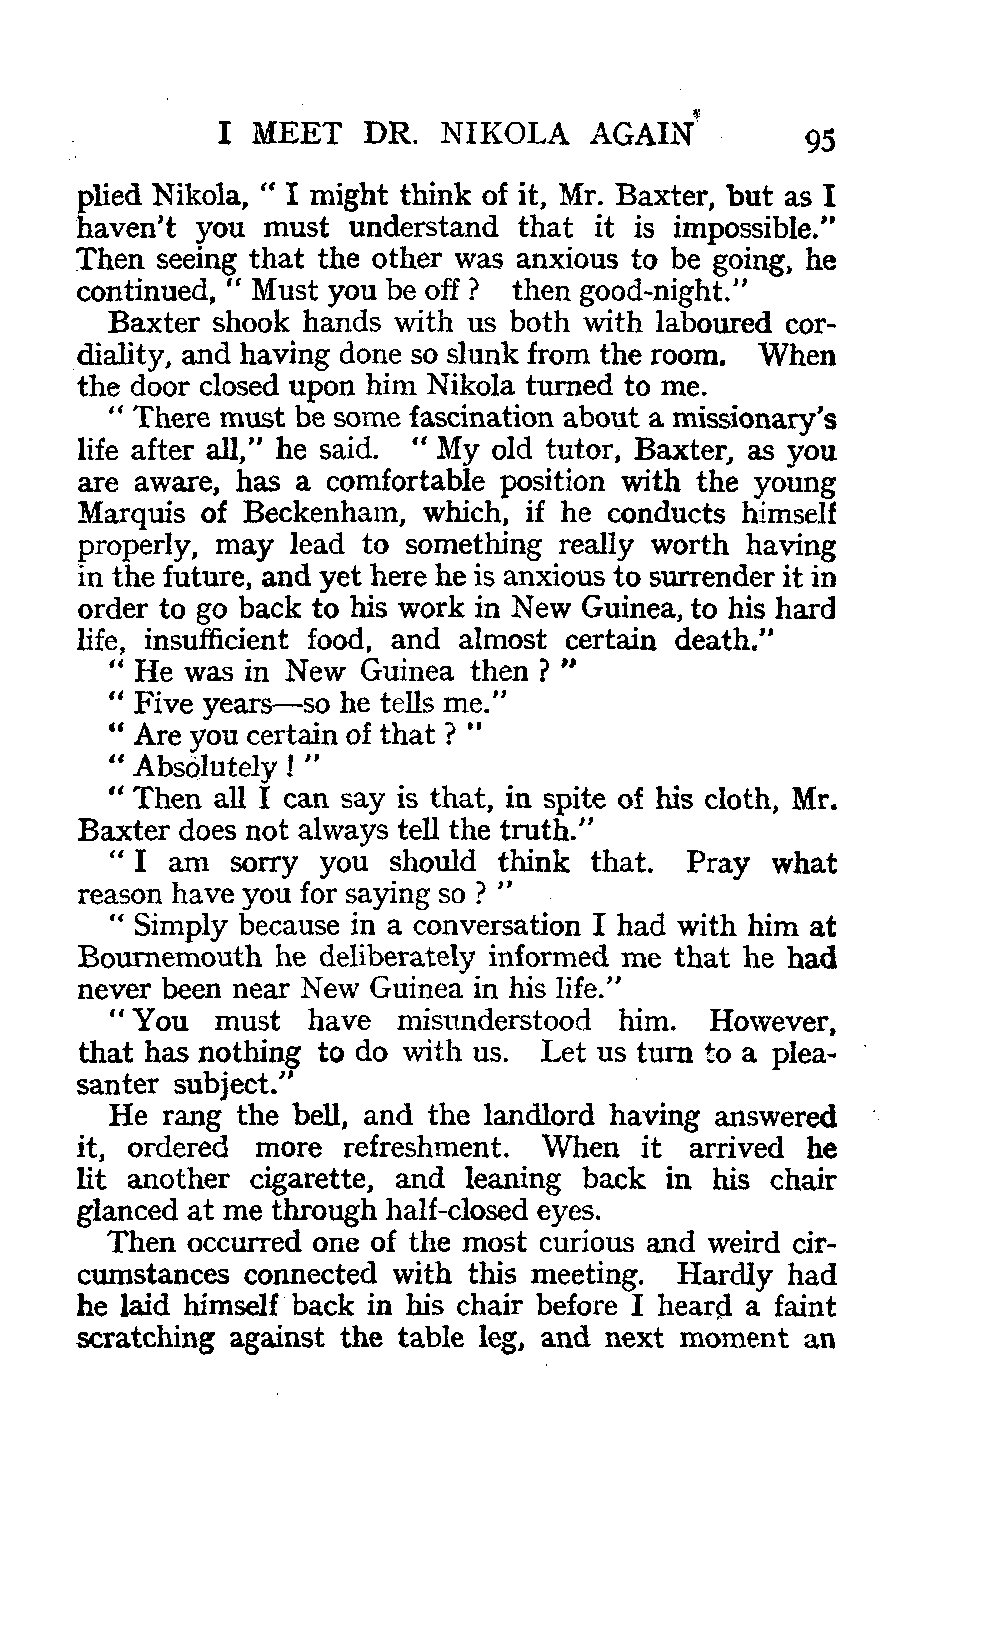 I MEET DR. NIKOLA AGAIN 95
plied Nikola, " I might think of it, Mr. Baxter, but as I
haven't you must understand that it is impossible."
Then seeing that the other was anxious to be going, he
continued, " Must you be off ? then good-night."
Baxter shook hands with us both with laboured cor-
diality, and having done so slunk from the room. When
the door closed upon him Nikola turned to me.
" There must be some fascination about a missionary's
life after all," he said. " My old tutor, Baxter, as you
are aware, has a comfortable position with the young
Marquis of Beckenham, which, if he conducts himself
properly, may lead to something really worth having
in the future, and yet here he is anxious to surrender it in
order to go back to his work in New Guinea, to his hard
life, insufficient food, and almost certain death."
" He was in New Guinea then ? "
" Five years—so he tells me."
" Are you certain of that ? "
" Absolutely ! "
" Then all I can say is that, in spite of his cloth, Mr.
Baxter does not always tell the truth."
" I am sorry you should think that. Pray what
reason have you for saying so ? "
" Simply because in a conversation I had with him at
Bournemouth he deliberately informed me that he had
never been near New Guinea in his life."
" You must have misunderstood him. However,
that has nothing to do with us. Let us turn to a plea-
santer subject."
He rang the bell, and the landlord having answered
it, ordered more refreshment. When it arrived he
lit another cigarette, and leaning back in his chair
glanced at me through half-closed eyes.
Then occurred one of the most curious and weird cir-
cumstances connected with this meeting. Hardly had
he laid himself back in his chair before I heard a faint
scratching against the table leg, and next moment an